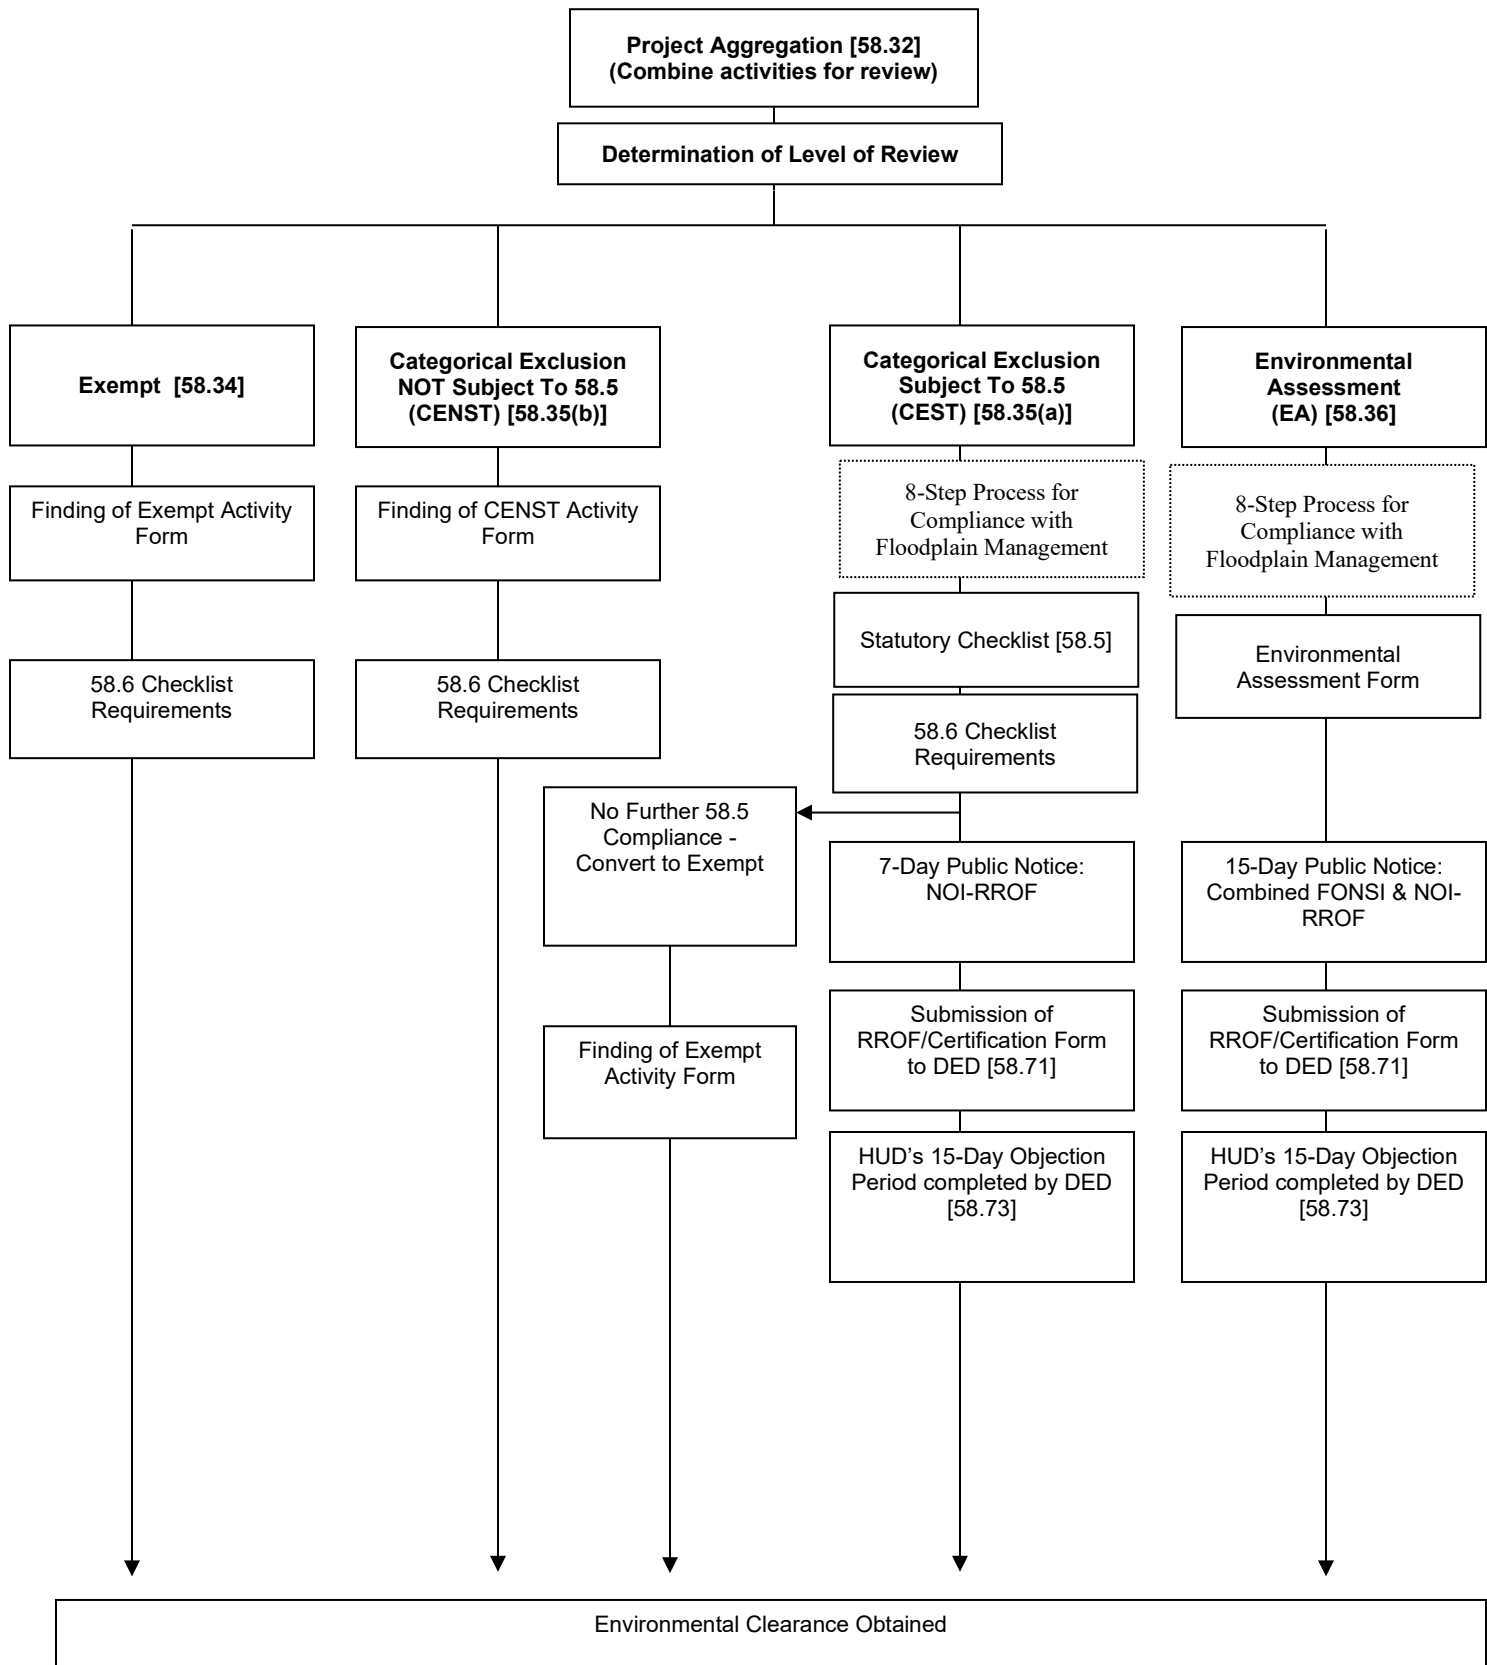 Project Aggregation [58.32]
(Combine activities for review)
Determination of Level of Review
Exempt [58.34]
Categorical Exclusion
NOT Subject To 58.5
(CENST) [58.35(b)]
Categorical Exclusion
Subject To 58.5
(CEST) [58.35(a)]
Environmental
Assessment
(EA) [58.36]
Finding of Exempt Activity
Form
Finding of CENST Activity
Form
8-Step Process for
Compliance with
Floodplain Management
8-Step Process for
Compliance with
Floodplain Management
Statutory Checklist [58.5]
Environmental
Assessment Form
58.6 Checklist
Requirements
58.6 Checklist
Requirements
58.6 Checklist
Requirements
No Further 58.5
Compliance -
Convert to Exempt
7-Day Public Notice:
NOI-RROF
15-Day Public Notice:
Combined FONSI & NOI-
RROF
Finding of Exempt
Activity Form
Submission of
RROF/Certification Form
to DED [58.71]
Submission of
RROF/Certification Form
to DED [58.71]
HUD’s 15-Day Objection
Period completed by DED
[58.73]
HUD’s 15-Day Objection
Period completed by DED
[58.73]
Environmental Clearance Obtained